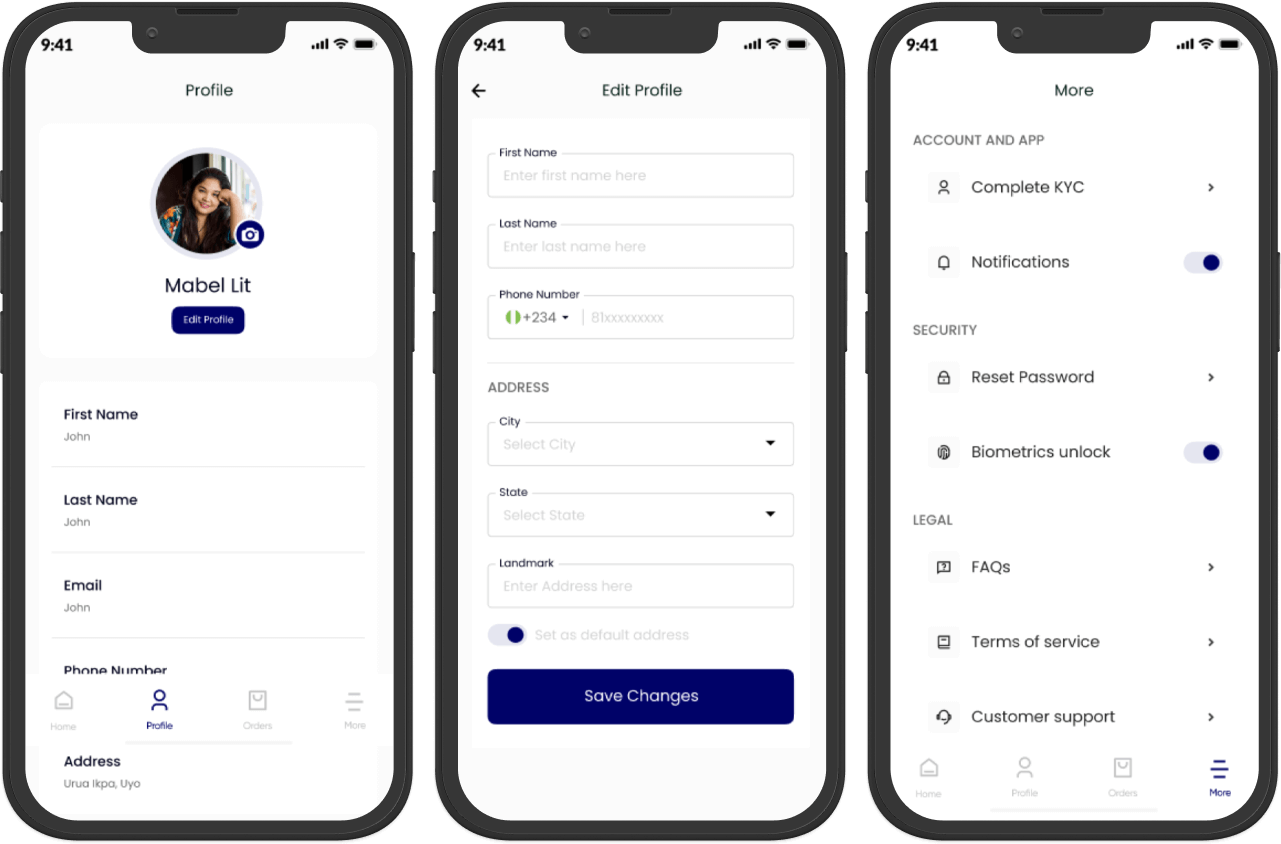 9:41
Profile
Mabel Lit
Edit Profile
First Name
John
Last Name
John
Email
John
Phone Number
Home
Profile
Orders
More
Address
Urua Ikpa, Uyo
9:41
Edit Profile
First Name
Enter first name here
Last Name
Enter last name here
Phone Number
+234
81xxxxxxxxx
ADDRESS
City
Select City
State
Select State
Landmark
Enter Address here
Set as default address
Save Changes
9:41
More
ACCOUNT AND APP
Complete KYC
Notifications
SECURITY
Reset Password
Biometrics unlock
LEGAL
FAQs
Terms of service
Customer support
Home
Profile
Orders
More